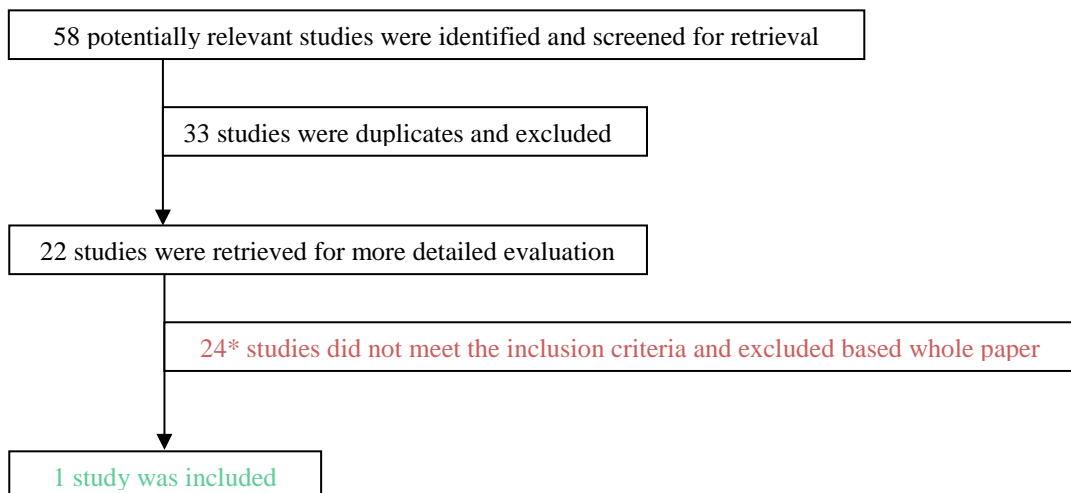 58 potentially relevant studies were identified and screened for retrieval
33 studies were duplicates and excluded
22 studies were retrieved for more detailed evaluation
24* studies did not meet the inclusion criteria and excluded based whole paper
1 study was included